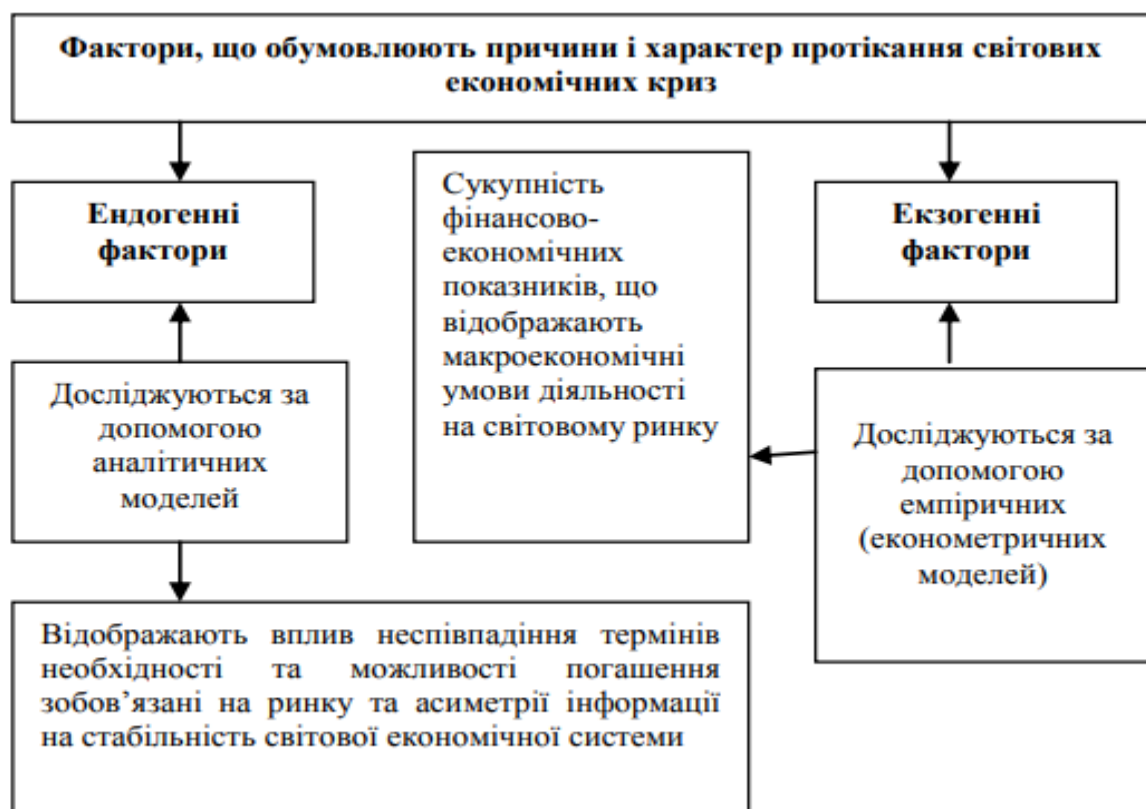 Фактори, що обумовлюють причини і характер протікання світових
економічних криз
Ендогенні
фактори
Сукупність
фінансово-
економічних
показників, що
відображають
макроекономічні
умови діяльності
на світовому ринку
Екзогенні
фактори
Досліджуються за
допомогою
аналітичних
моделей
Досліджуються за
допомогою
емпіричних
(економетричних
моделей)
Відображають вплив неспівпадіння термінів
необхідності та можливості погашення
зобов’язані на ринку та асиметрії інформації
на стабільність світової економічної системи